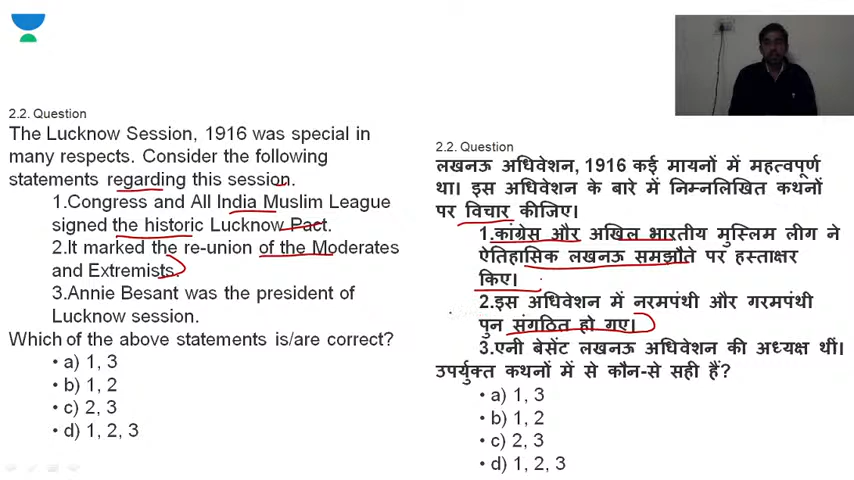 2.2. Question
The Lucknow Session, 1916 was special in
many respects. Consider the following
statements regarding this session.
1.Congress and All India Muslim League
signed the historic Lucknow Pact.
2.It marked the re-union of the Moderates
and Extremists.
3.Annie Besant was the president of
Lucknow session.
Which of the above statements is/are correct?
• a) 1, 3
• b) 1, 2
• c) 2, 3
• d) 1, 2, 3
2.2. Question
लखनऊ अधिवेशन, 1916 कई मायनों में महत्वपूर्ण
था। इस अधिवेशन के बारे में निम्नलिखित कथनों
पर विचार कीजिए।
1.कांग्रेस और अखिल भारतीय मुस्लिम लीग ने
ऐतिहासिक लखनऊ समझौते पर हस्ताक्षर
किए।
2.इस अधिवेशन में नरमपंथी और गरमपंथी
पुन संगठित हो गए।
3.एनी बेसेंट लखनऊ अधिवेशन की अध्यक्ष थीं।
उपर्युक्त कथनों में से कौन-से सही हैं?
• a) 1, 3
• b) 1, 2
• c) 2, 3
• d) 1, 2, 3